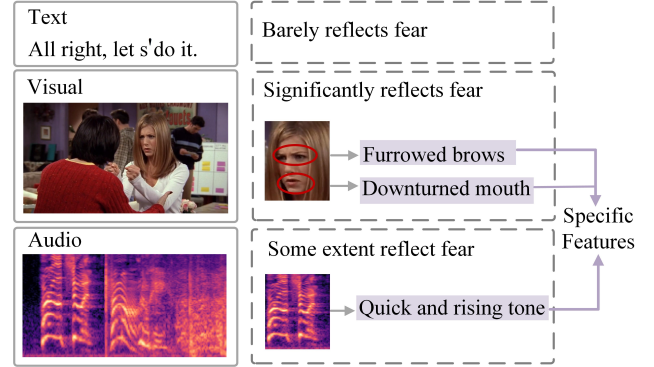 Text
All right, let s'do it.
Barely reflects fear
Visual
Significantly reflects fear
Furrowed brows
Downturned mouth
Specific
Features
Audio
Some extent reflect fear
Quick and rising tone